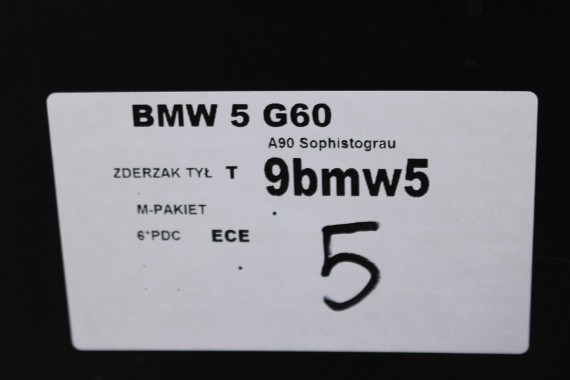 BMW 5 G60
A90 Sophistograu
ZDERZAK TYŁ T 9bmw5
M-PAKIET
6*PDC ECE
5